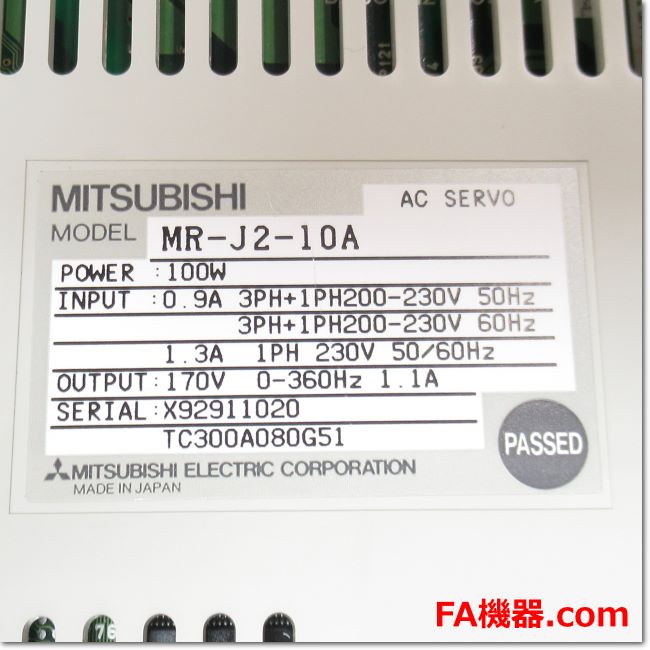 MITSUBISHI
AC SERVO
MODEL MR-J2-10A
POWER :100W
INPUT :0.9A 3PH+1PH200-230V 50Hz
3PH+1PH200-230V 60Hz
1.3A 1PH 230V 50/60Hz
OUTPUT:170V 0-360Hz 1.1A
SERIAL:X92911020
TC300A080G51
PASSED
MITSUBISHI ELECTRIC CORPORATION
MADE IN JAPAN
76
FA機器.com